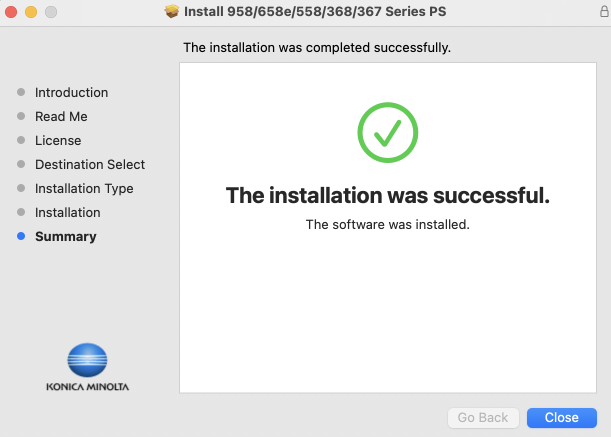 Install 958/658e/558/368/367 Series PS
The installation was completed successfully.
Introduction
Read Me
License
Destination Select
Installation Type
Installation
Summary
The installation was successful.
The software was installed.
KONICA MINOLTA
Go Back
Close